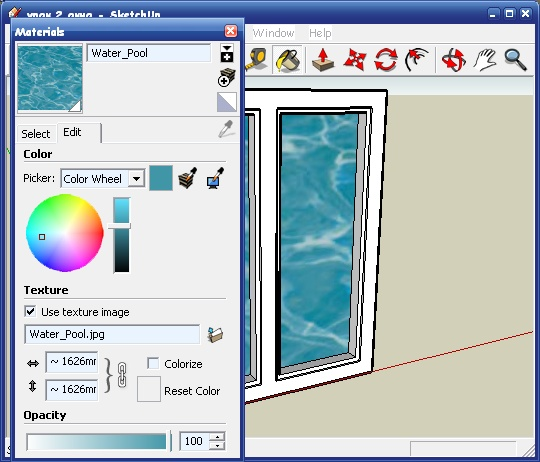 SketchUp
Materials
Window Help
Water_Pool
Select Edit
Color
Picker: Color Wheel
Texture
Use texture image
Water_Pool.jpg
~ 1626mr
Colorize
~ 1626mr
Reset Color
Opacity
100